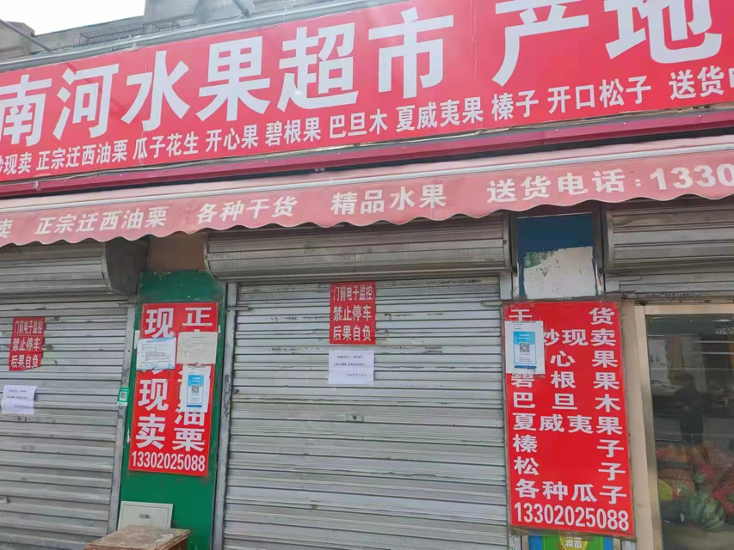 南河水果超市 产地
炒现卖 正宗迁西油栗 瓜子花生 开心果 碧根果 巴旦木 夏威夷果 榛子 开口松子 送货电
卖 正宗迁西油栗 各种干货 精品水果 送货电话:1330
门前电子监控
禁止停车
后果自负
门前电子监控
禁止停车
后果自负
现 正
现 油
卖 栗
13302025088
干 货
炒现卖
心果
碧根果
巴旦木
夏威夷果
榛子
松子
各种瓜子
13302025088